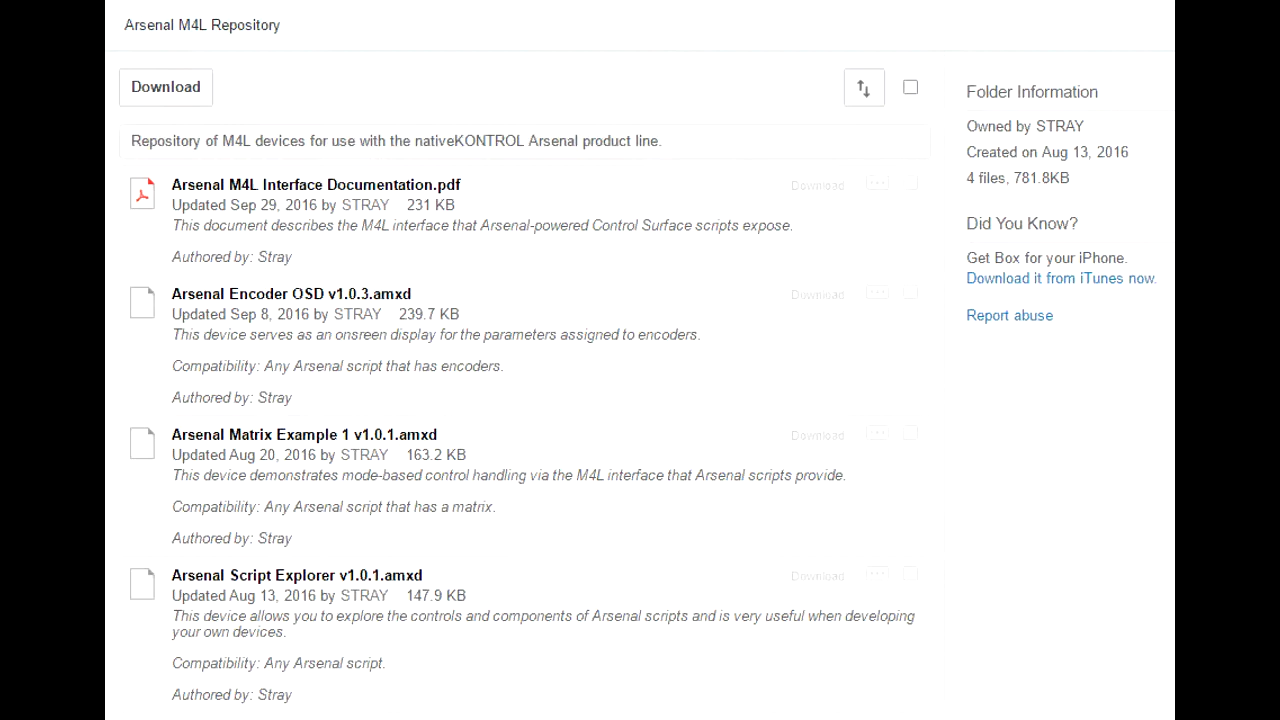 Arsenal M4L Repository
Download
Repository of M4L devices for use with the nativeKONTROL Arsenal product line.
Arsenal M4L Interface Documentation.pdf
Download
Updated Sep 29, 2016 by STRAY 231 KB
This document describes the M4L interface that Arsenal-powered Control Surface scripts expose.
Authored by: Stray
Arsenal Encoder OSD v1.0.3.amxd
Download
Updated Sep 8, 2016 by STRAY 239.7 KB
This device serves as an onsreen display for the parameters assigned to encoders.
Compatibility: Any Arsenal script that has encoders.
Authored by: Stray
Arsenal Matrix Example 1 v1.0.1.amxd
Download
Updated Aug 20, 2016 by STRAY 163.2 KB
This device demonstrates mode-based control handling via the M4L interface that Arsenal scripts provide.
Compatibility: Any Arsenal script that has a matrix.
Authored by: Stray
Arsenal Script Explorer v1.0.1.amxd
Download
Updated Aug 13, 2016 by STRAY 147.9 KB
This device allows you to explore the controls and components of Arsenal scripts and is very useful when developing
your own devices.
Compatibility: Any Arsenal script.
Authored by: Stray
Folder Information
Owned by STRAY
Created on Aug 13, 2016
4 files, 781.8KB
Did You Know?
Get Box for your iPhone.
Download it from iTunes now.
Report abuse